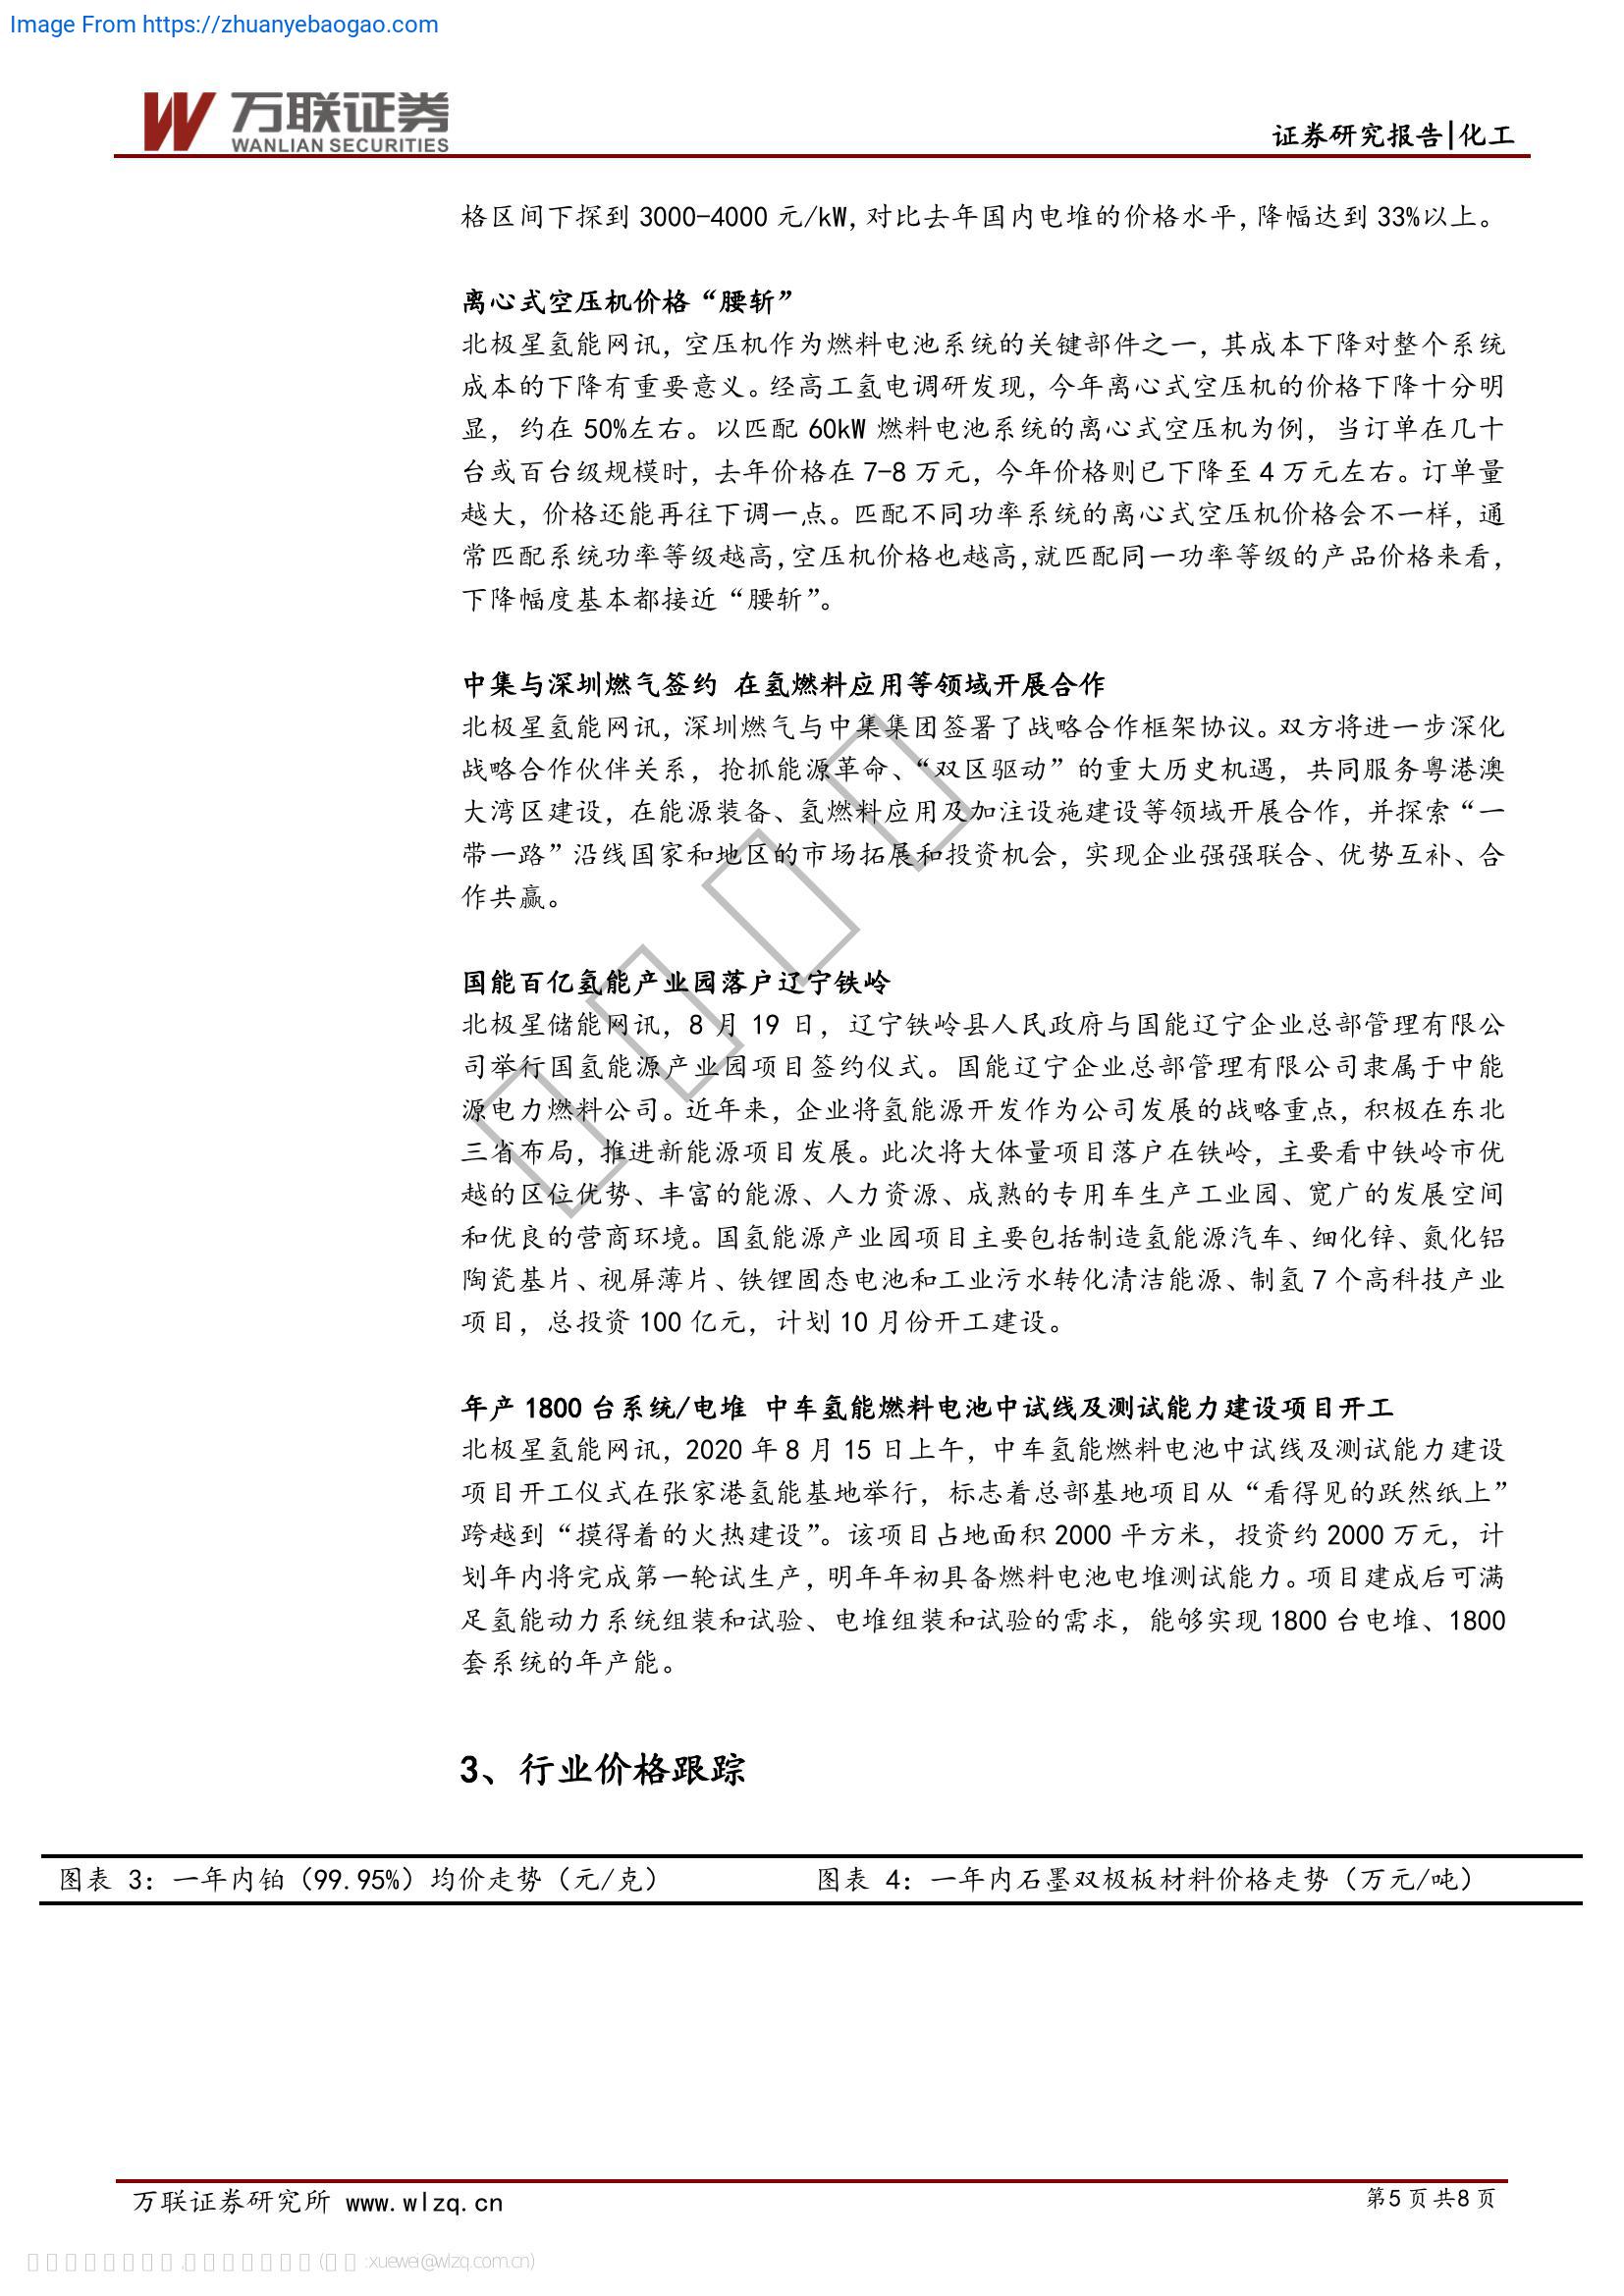 Image From https://zhuanyebaogao.com
万联证券
WANLIAN SECURITIES
证券研究报告|化工
格区间下探到 3000-4000 元/kW,对比去年国内电堆的价格水平,降幅达到 33%以上。
离心式空压机价格“腰斩”
北极星氢能网讯，空压机作为燃料电池系统的关键部件之一，其成本下降对整个系统
成本的下降有重要意义。经高工氢电调研发现，今年离心式空压机的价格下降十分明
显，约在 50%左右。以匹配 60kW 燃料电池系统的离心式空压机为例，当订单在几十
台或百台级规模时，去年价格在 7-8 万元，今年价格则已下降至 4 万元左右。订单量
越大，价格还能再往下调一点。匹配不同功率系统的离心式空压机价格会不一样，通
常匹配系统功率等级越高,空压机价格也越高,就匹配同一功率等级的产品价格来看，
下降幅度基本都接近“腰斩”。
中集与深圳燃气签约 在氢燃料应用等领域开展合作
北极星氢能网讯，深圳燃气与中集集团签署了战略合作框架协议。双方将进一步深化
战略合作伙伴关系，抢抓能源革命、“双区驱动”的重大历史机遇，共同服务粤港澳
大湾区建设，在能源装备、氢燃料应用及加注设施建设等领域开展合作，并探索“一
带一路”沿线国家和地区的市场拓展和投资机会，实现企业强强联合、优势互补、合
作共赢。
国能百亿氢能产业园落户辽宁铁岭
北极星储能网讯，8 月 19 日，辽宁铁岭县人民政府与国能辽宁企业总部管理有限公
司举行国氢能源产业园项目签约仪式。国能辽宁企业总部管理有限公司隶属于中能
源电力燃料公司。近年来，企业将氢能源开发作为公司发展的战略重点，积极在东北
三省布局，推进新能源项目发展。此次将大体量项目落户在铁岭，主要看中铁岭市优
越的区位优势、丰富的能源、人力资源、成熟的专用车生产工业园、宽广的发展空间
和优良的营商环境。国氢能源产业园项目主要包括制造氢能源汽车、细化锌、氮化铝
陶瓷基片、视屏薄片、铁锂固态电池和工业污水转化清洁能源、制氢 7 个高科技产业
项目，总投资 100 亿元，计划 10 月份开工建设。
年产 1800 台系统/电堆 中车氢能燃料电池中试线及测试能力建设项目开工
北极星氢能网讯，2020 年 8 月 15 日上午，中车氢能燃料电池中试线及测试能力建设
项目开工仪式在张家港氢能基地举行，标志着总部基地项目从“看得见的跃然纸上”
跨越到“摸得着的火热建设”。该项目占地面积 2000 平方米，投资约 2000 万元，计
划年内将完成第一轮试生产，明年年初具备燃料电池电堆测试能力。项目建成后可满
足氢能动力系统组装和试验、电堆组装和试验的需求，能够实现 1800 台电堆、1800
套系统的年产能。
3、行业价格跟踪
图表 3：一年内铂（99.95%）均价走势（元/克）
图表 4：一年内石墨双极板材料价格走势（万元/吨）
万联证券研究所 www.wlzq.cn
第5页共8页
xuewei@wlzq.com.cn)